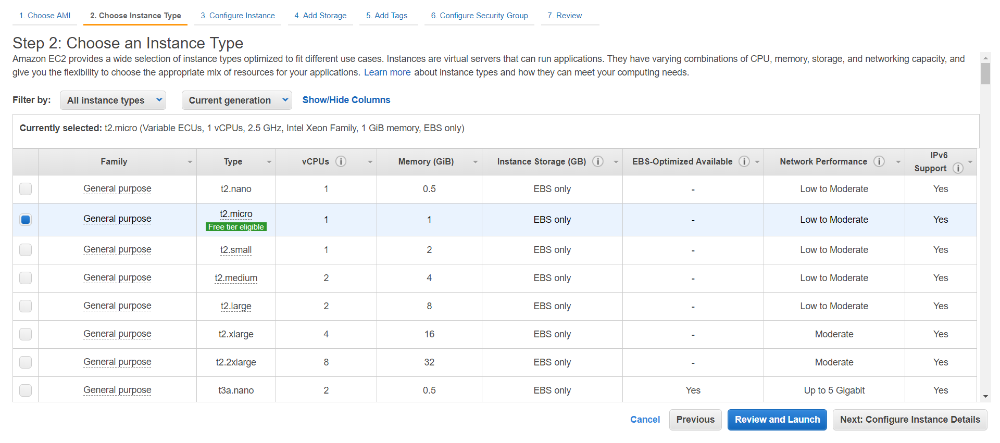 1. Choose AMI 2. Choose Instance Type 3. Configure Instance 4. Add Storage 5. Add Tags 6. Configure Security Group 7. Review
Step 2: Choose an Instance Type
Amazon EC2 provides a wide selection of instance types optimized to fit different use cases. Instances are virtual servers that can run applications. They have varying combinations of CPU, memory, storage, and networking capacity, and
give you the flexibility to choose the appropriate mix of resources for your applications. Learn more about instance types and how they can meet your computing needs.
Filter by: All instance types Current generation Show/Hide Columns
Currently selected: t2.micro (Variable ECUs, 1 vCPUs, 2.5 GHz, Intel Xeon Family, 1 GiB memory, EBS only)
Family Type vCPUs i Memory (GiB) Instance Storage (GB) i EBS-Optimized Available i Network Performance i IPv6 Support i
General purpose t2.nano 1 0.5 EBS only - Low to Moderate Yes
General purpose t2.micro Free tier eligible 1 1 EBS only - Low to Moderate Yes
General purpose t2.small 1 2 EBS only - Low to Moderate Yes
General purpose t2.medium 2 4 EBS only - Low to Moderate Yes
General purpose t2.large 2 8 EBS only - Low to Moderate Yes
General purpose t2.xlarge 4 16 EBS only - Moderate Yes
General purpose t2.2xlarge 8 32 EBS only - Moderate Yes
General purpose t3a.nano 2 0.5 EBS only Yes Up to 5 Gigabit Yes
Cancel Previous Review and Launch Next: Configure Instance Details